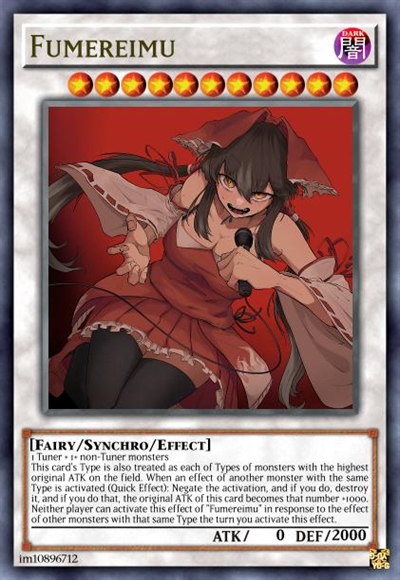 FUMEREIMU
DARK
闇
[FAIRY/SYNCHRO/EFFECT]
1 Tuner + 1+ non-Tuner monsters
This card's Type is also treated as each of Types of monsters with the highest
original ATK on the field. When an effect of another monster with the same
Type is activated (Quick Effect): Negate the activation, and if you do, destroy
it, and if you do that, the original ATK of this card becomes that number +1000.
Neither player can activate this effect of "Fumereimu" in response to the effect
of other monsters with that same Type the turn you activate this effect.
ATK/ 0 DEF/2000
im10896712